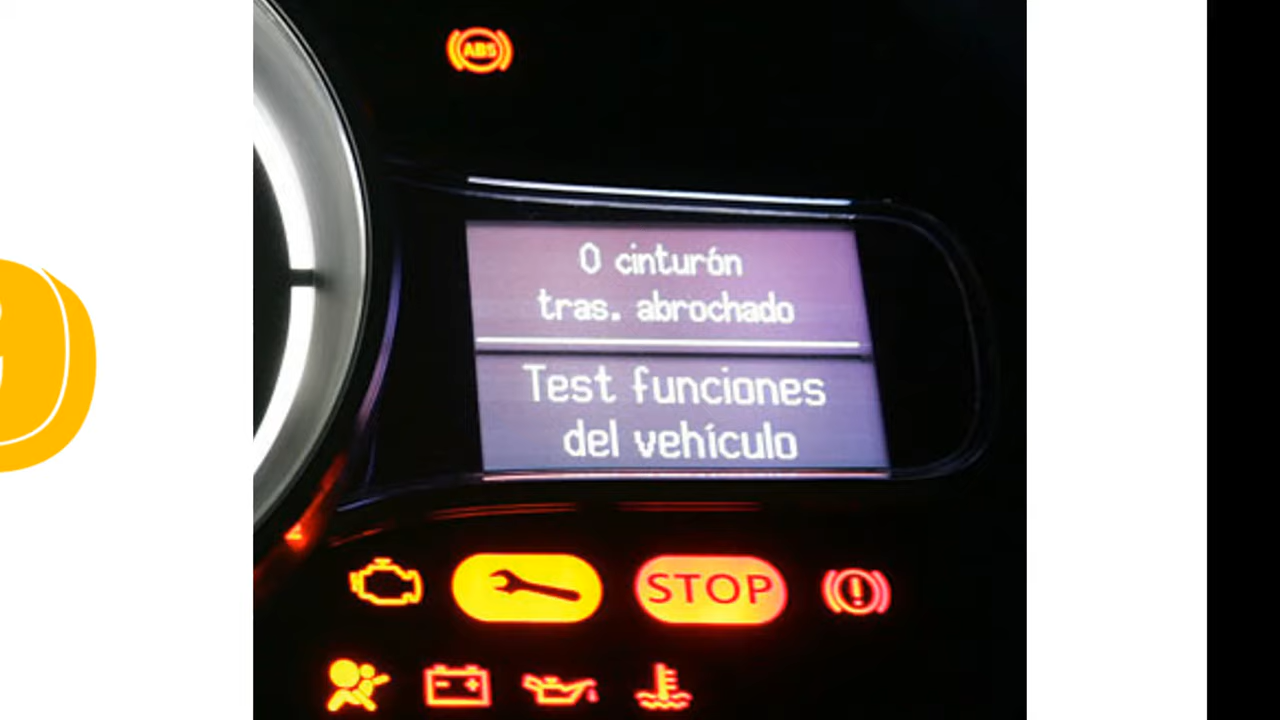 ABS
0 cinturón
tras. abrochado
Test funciones
del vehículo
STOP